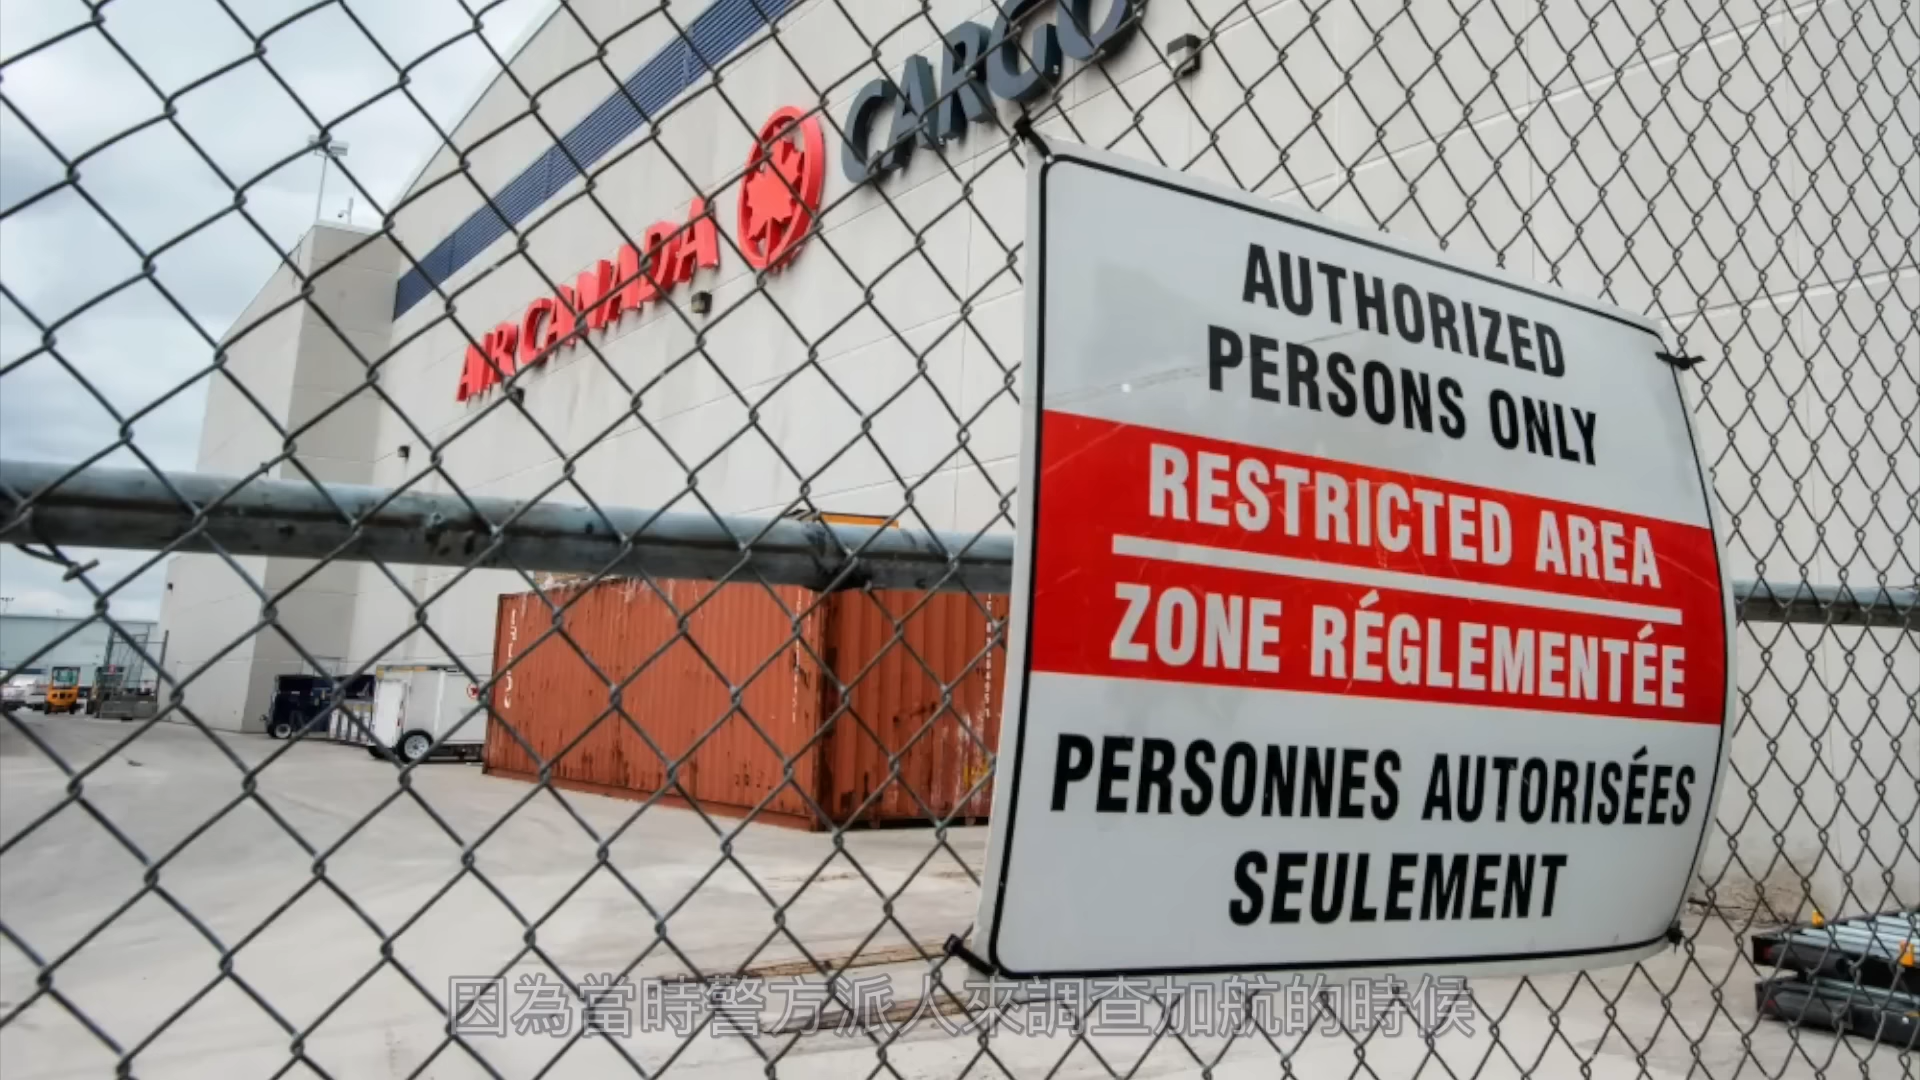 AIR CANADA CARGO
AUTHORIZED
PERSONS ONLY
RESTRICTED AREA
ZONE RÉGLEMENTÉE
PERSONNES AUTORISÉES
SEULEMENT
因為當時警方派人來調查加航的時候